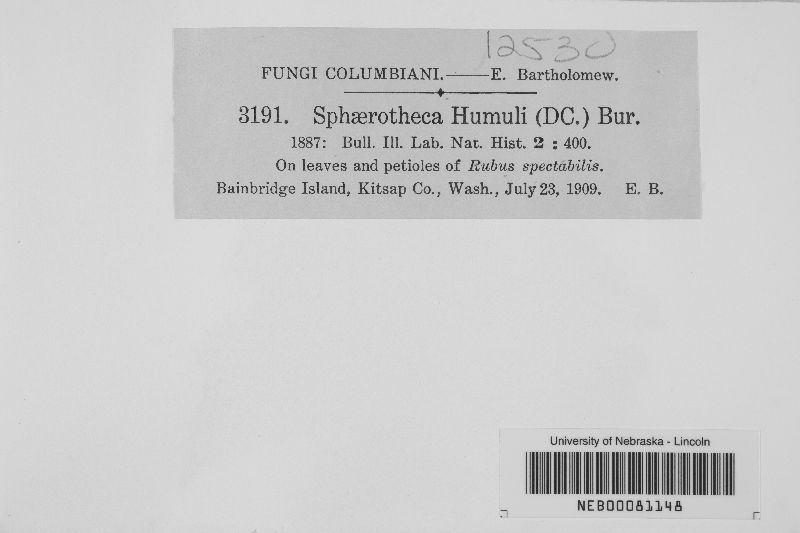 12530
FUNGI COLUMBIANI.——E. Bartholomew.
3191. Sphærotheca Humuli (DC.) Bur.
1887: Bull. Ill. Lab. Nat. Hist. 2 : 400.
On leaves and petioles of Rubus spectabilis.
Bainbridge Island, Kitsap Co., Wash., July 23, 1909. E. B.
University of Nebraska - Lincoln
NEB00081148